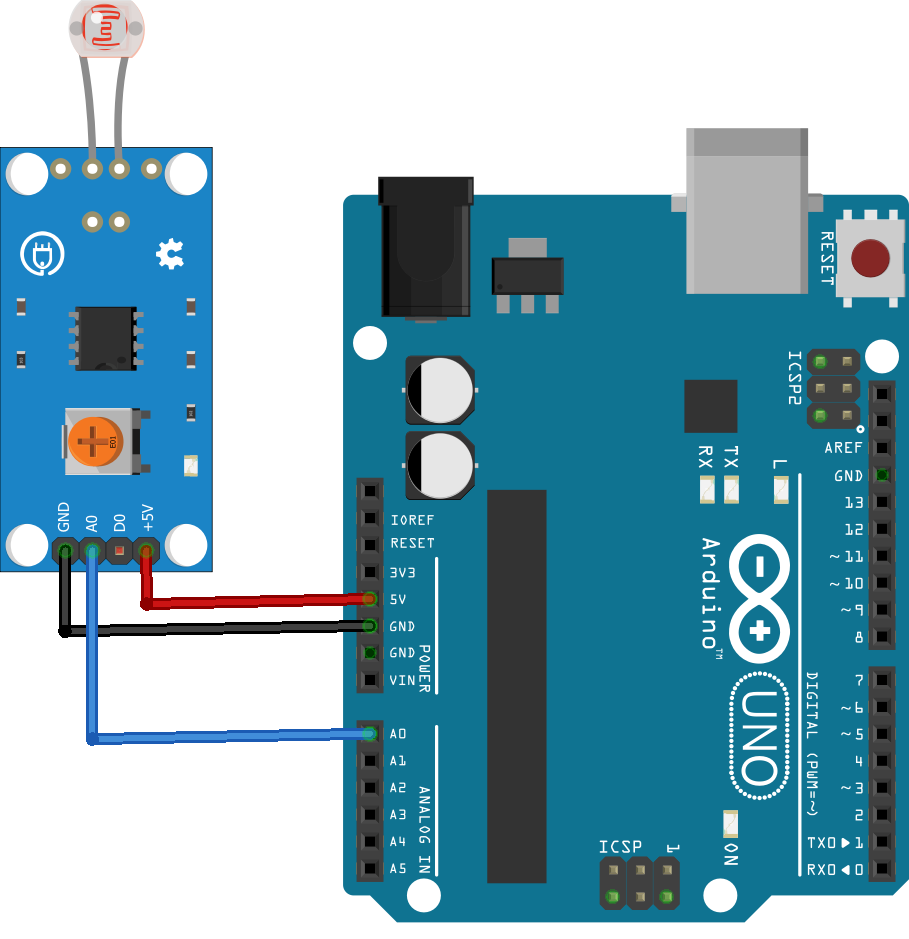 GND
A0
D0
+5V
E01
RESET
ICSP2
AREF
GND
13
12
~11
~10
~9
8
7
~6
~5
4
~3
2
TX0▶1
RX0◀0
DIGITAL (PWM=~)
RX
TX
L
Arduino™
UNO
ON
ICSP
1
IOREF
RESET
3V3
5V
GND
GND
VIN
POWER
A0
A1
A2
A3
A4
A5
ANALOG IN